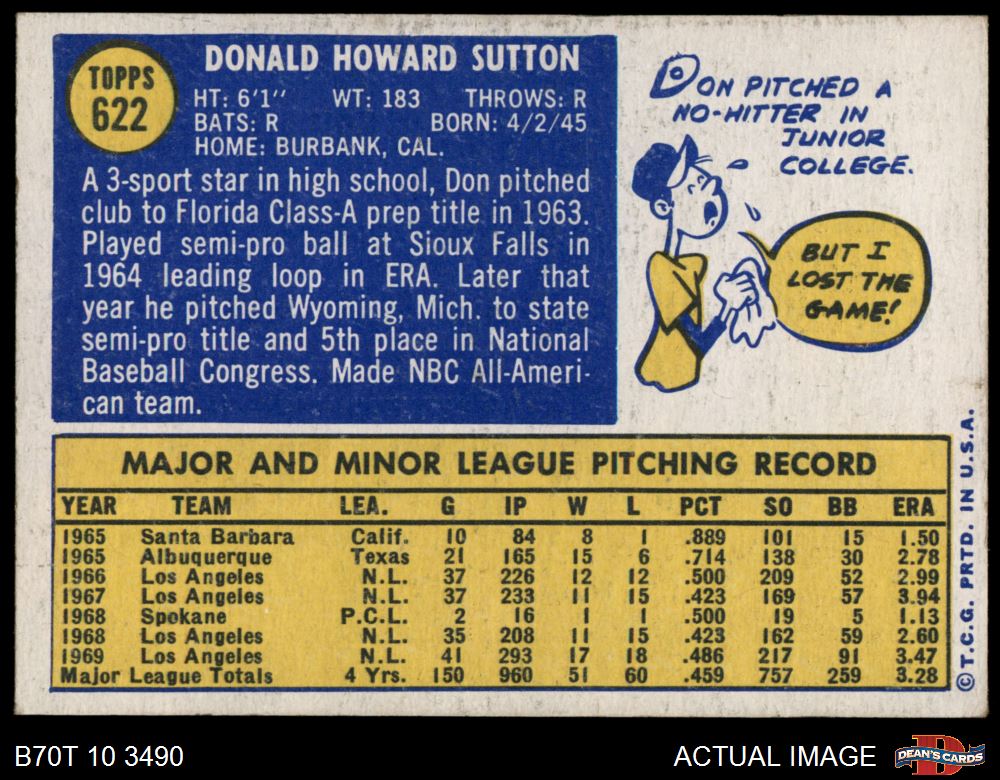 TOPPS
622
DONALD HOWARD SUTTON
HT: 6'1" WT: 183 THROWS: R
BATS: R BORN: 4/2/45
HOME: BURBANK, CAL.
A 3-sport star in high school, Don pitched
club to Florida Class-A prep title in 1963.
Played semi-pro ball at Sioux Falls in
1964 leading loop in ERA. Later that
year he pitched Wyoming, Mich. to state
semi-pro title and 5th place in National
Baseball Congress. Made NBC All-Ameri-
can team.
DON PITCHED A
NO-HITTER IN
JUNIOR
COLLEGE.
BUT I
LOST THE
GAME!
MAJOR AND MINOR LEAGUE PITCHING RECORD
YEAR TEAM LEA. G IP W L PCT SO BB ERA
1965 Santa Barbara Calif. 10 84 8 1 .889 101 15 1.50
1965 Albuquerque Texas 21 165 15 6 .714 138 30 2.78
1966 Los Angeles N.L. 37 226 12 12 .500 209 52 2.99
1967 Los Angeles N.L. 37 233 11 15 .423 169 57 3.94
1968 Spokane P.C.L. 2 16 1 1 .500 19 5 1.13
1968 Los Angeles N.L. 35 208 11 15 .423 162 59 2.60
1969 Los Angeles N.L. 41 293 17 18 .486 217 91 3.47
Major League Totals 4 Yrs. 150 960 51 60 .459 757 259 3.28
©T.C.G. PRTD. IN U.S.A.
B70T 10 3490
ACTUAL IMAGE
DEAN'S CARDS